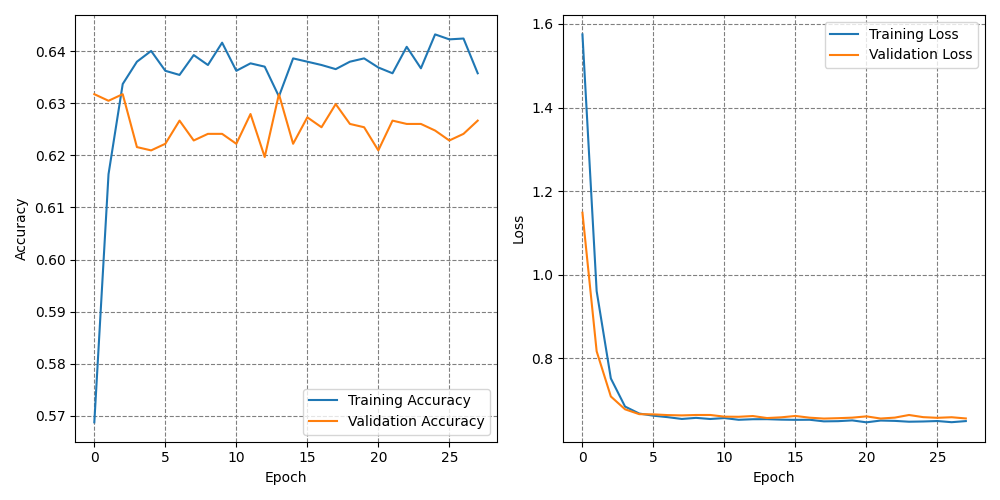 0.64
0.63
0.62
0.61
0.60
0.59
0.58
0.57
Accuracy
0 5 10 15 20 25
Epoch
Training Accuracy
Validation Accuracy
1.6
1.4
1.2
1.0
0.8
Loss
0 5 10 15 20 25
Epoch
Training Loss
Validation Loss